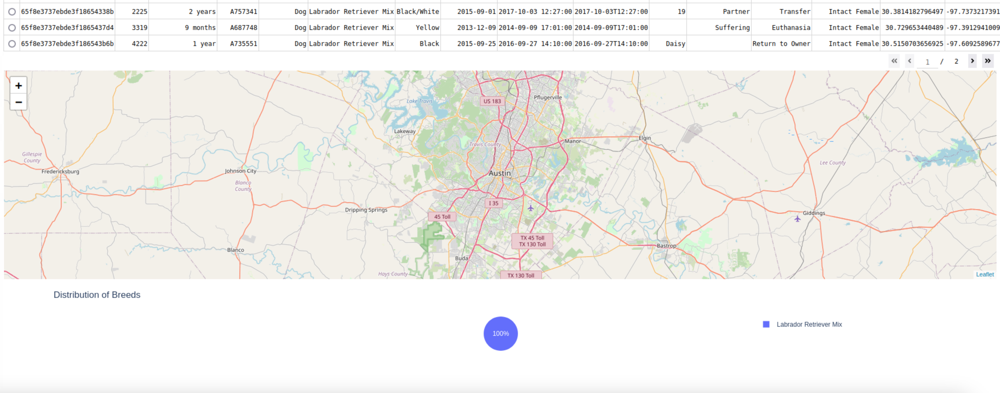 65f8e3737ebde3f18654338b 2225 2 years A757341 Dog Labrador Retriever Mix Black/White 2015-09-01 2017-10-03 12:27:00 2017-10-03T12:27:00 19 Partner Transfer Intact Female 30.3814182796497 -97.7373217391
65f8e3737ebde3f1865437d4 3319 9 months A687748 Dog Labrador Retriever Mix Yellow 2013-12-09 2014-09-09 17:01:00 2014-09-09T17:01:00 Suffering Euthanasia Intact Female 30.729653440489 -97.3912941009
65f8e3737ebde3f186543b6b 4222 1 year A735551 Dog Labrador Retriever Mix Black 2015-09-25 2016-09-27 14:10:00 2016-09-27T14:10:00 Daisy Return to Owner Intact Female 30.5150703656925 -97.6092589677
« ‹ 1 / 2 › »
+
−
Pflugerville
US 183
Lake Travis
Lakeway
Elgin
Manor
Travis County
Gillespie
County
Lee County
Fredericksburg
Johnson City
Austin
Blanco
County
I 35
Dripping Springs
Giddings
45 Toll
TX 45 Toll
TX 130 Toll
Bastrop
Blanco
Buda
Hays County
TX 130 Toll
Leaflet
Distribution of Breeds
Labrador Retriever Mix
100%